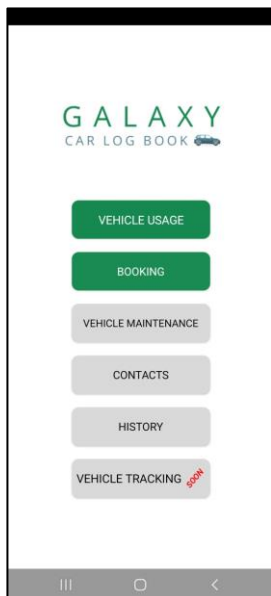 GALAXY
CAR LOG BOOK
VEHICLE USAGE
BOOKING
VEHICLE MAINTENANCE
CONTACTS
HISTORY
VEHICLE TRACKING SOON